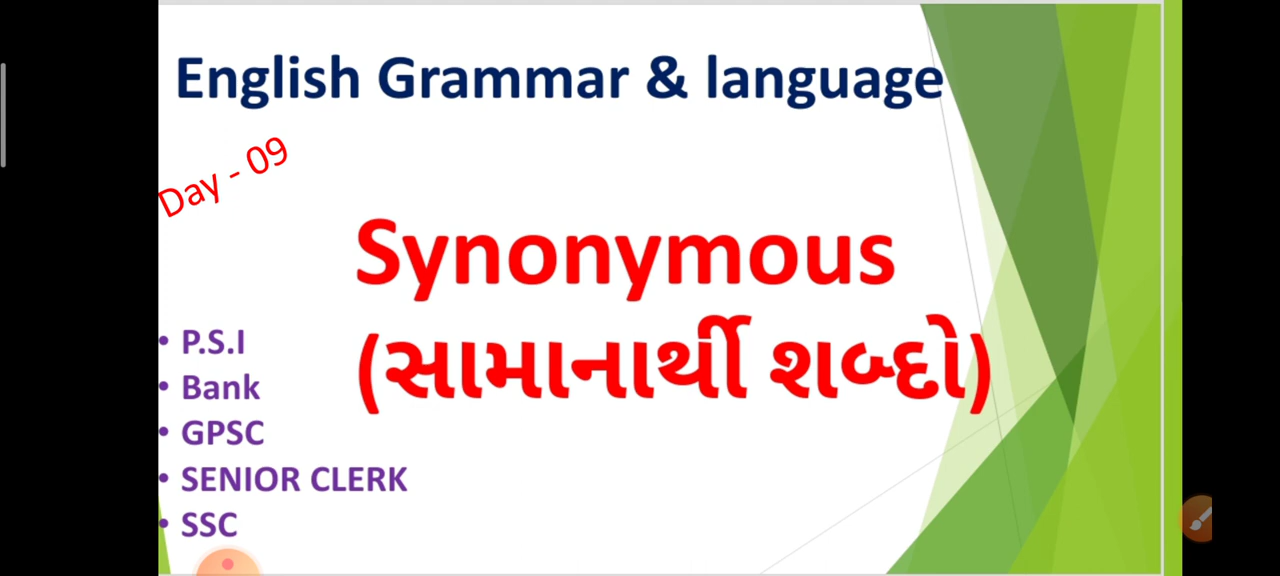 English Grammar & language
Day - 09
Synonymous
(સામાનાર્થી શબ્દો)
• P.S.I
• Bank
• GPSC
• SENIOR CLERK
• SSC